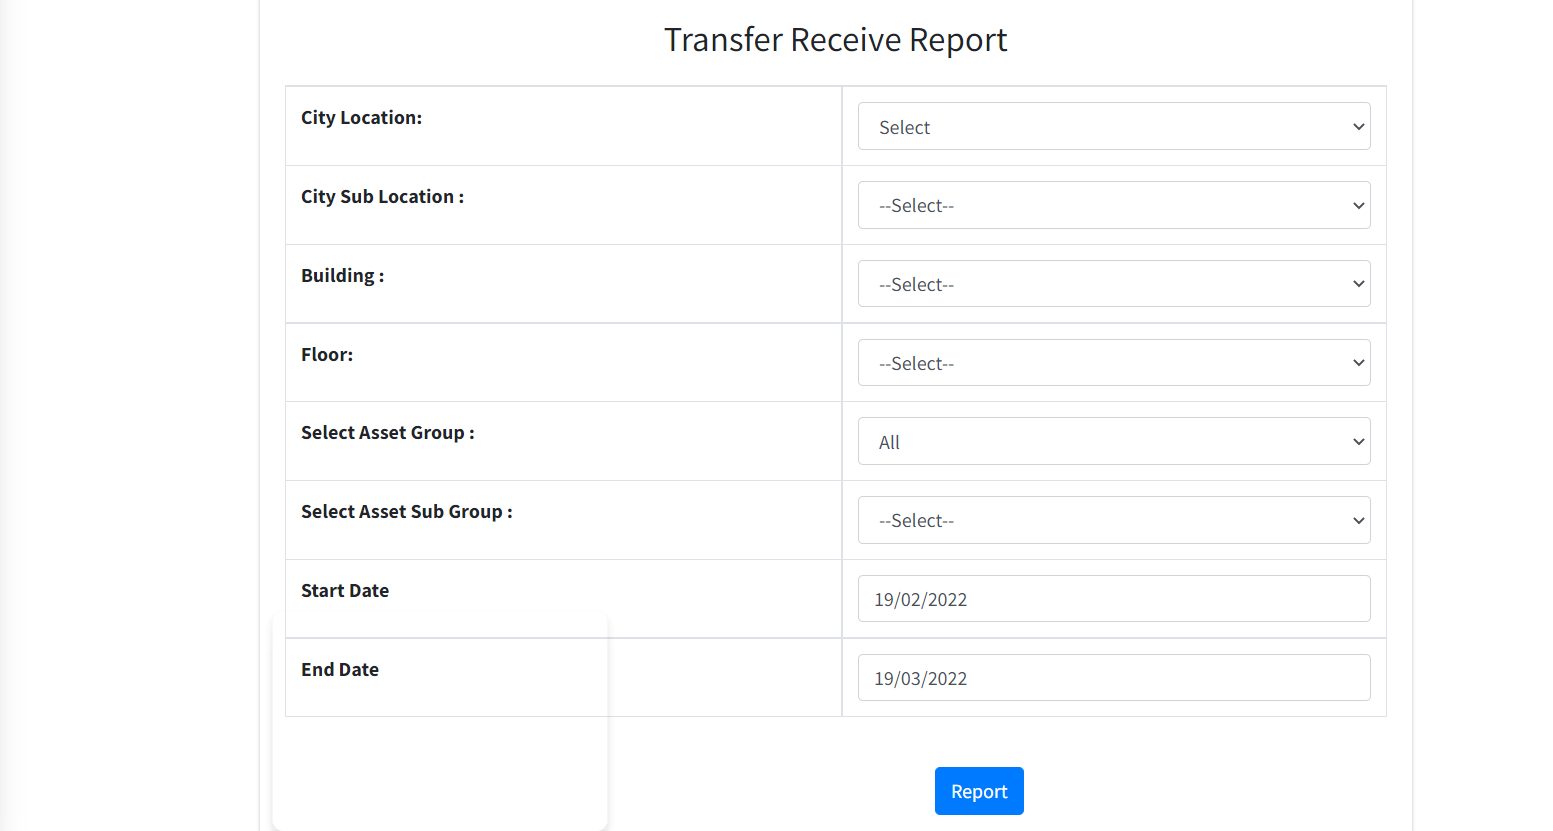 Transfer Receive Report
City Location:
Select
City Sub Location :
--Select--
Building :
--Select--
Floor:
--Select--
Select Asset Group :
All
Select Asset Sub Group :
--Select--
Start Date
19/02/2022
End Date
19/03/2022
Report